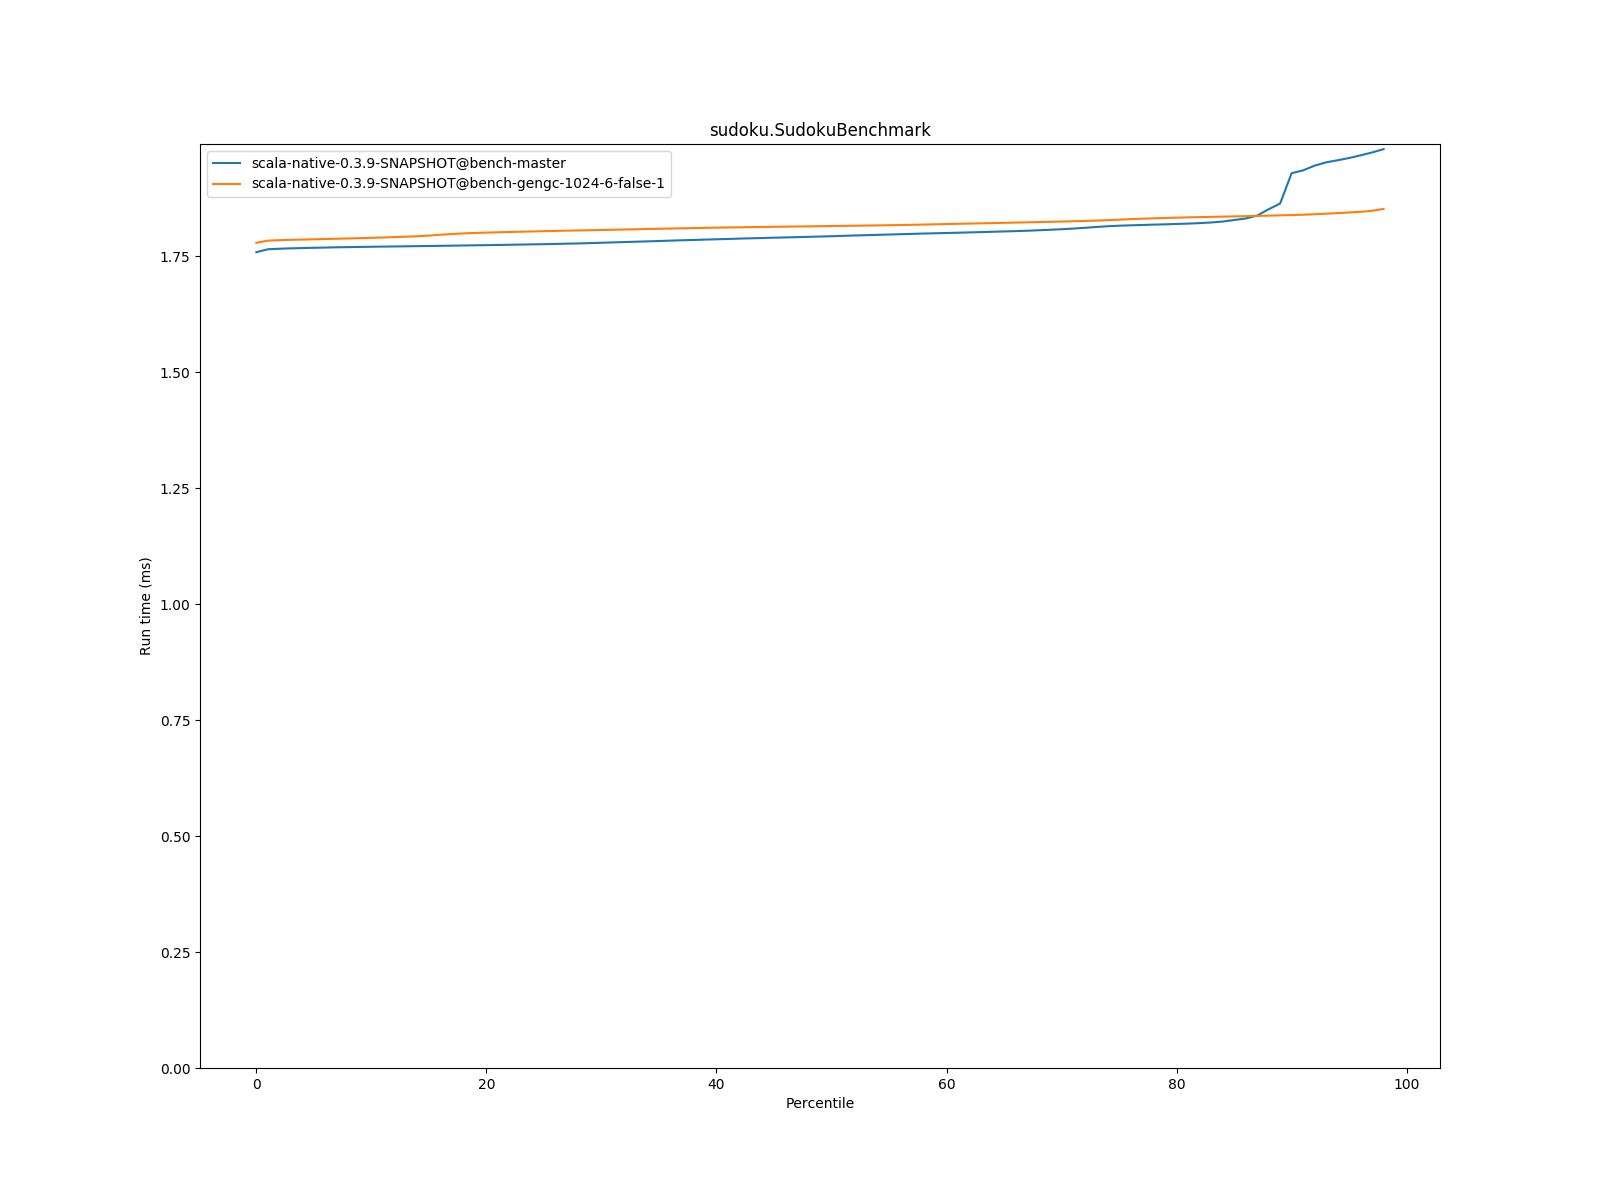 sudoku.SudokuBenchmark
scala-native-0.3.9-SNAPSHOT@bench-master
scala-native-0.3.9-SNAPSHOT@bench-gengc-1024-6-false-1
1.75
1.50
1.25
1.00
0.75
0.50
0.25
0.00
Run time (ms)
0 20 40 60 80 100
Percentile